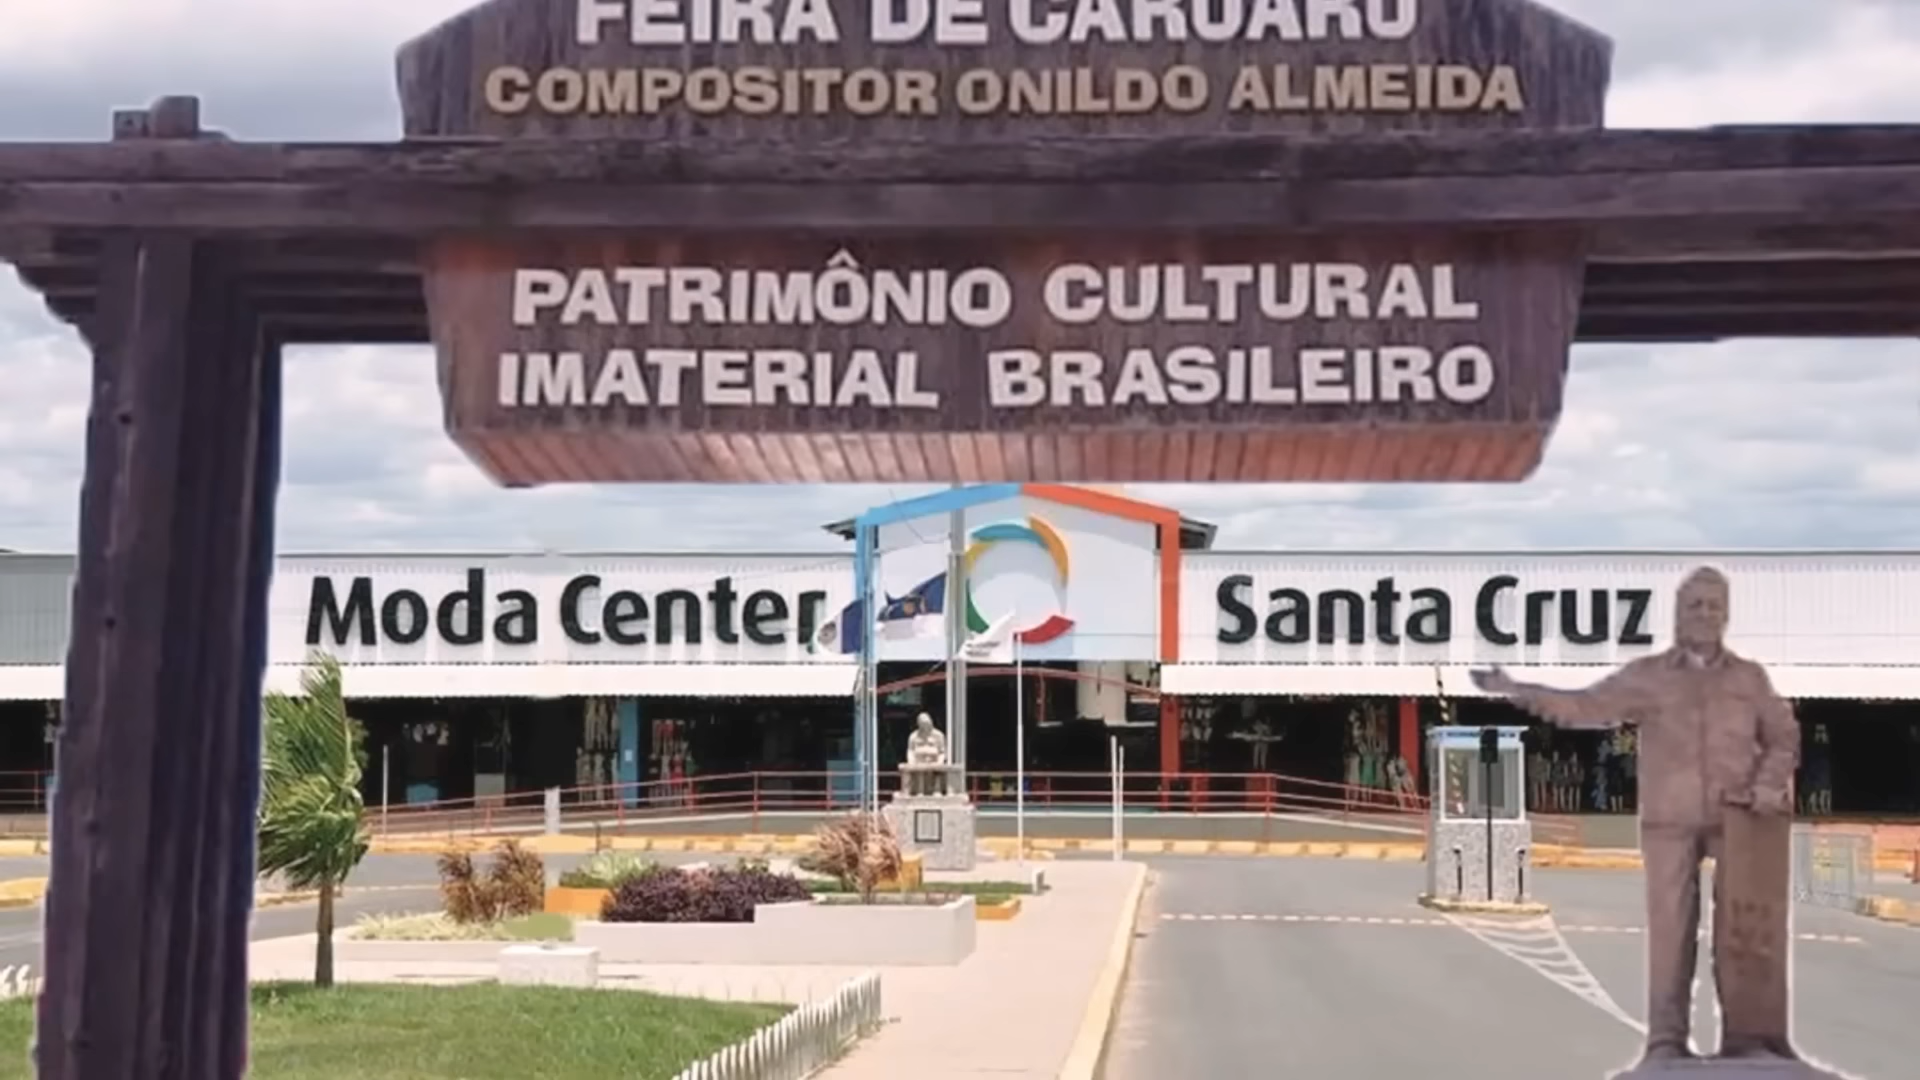 FEIRA DE CARUARU
COMPOSITOR ONILDO ALMEIDA
PATRIMÔNIO CULTURAL
IMATERIAL BRASILEIRO
Moda Center
Santa Cruz